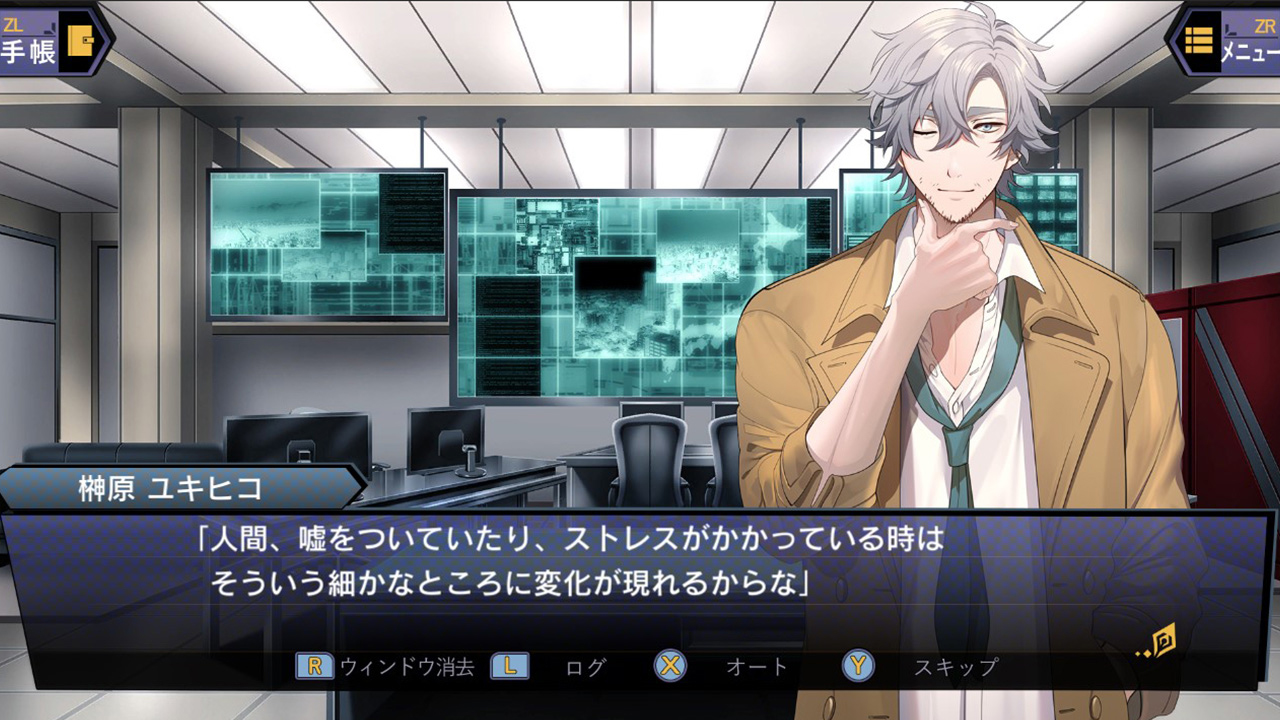 ZL
手帳
ZR
メニュー
榊原 ユキヒコ
「人間、嘘をついていたり、ストレスがかかっている時は
そういう細かなところに変化が現れるからな」
R ウィンドウ消去 L ログ X オート Y スキップ